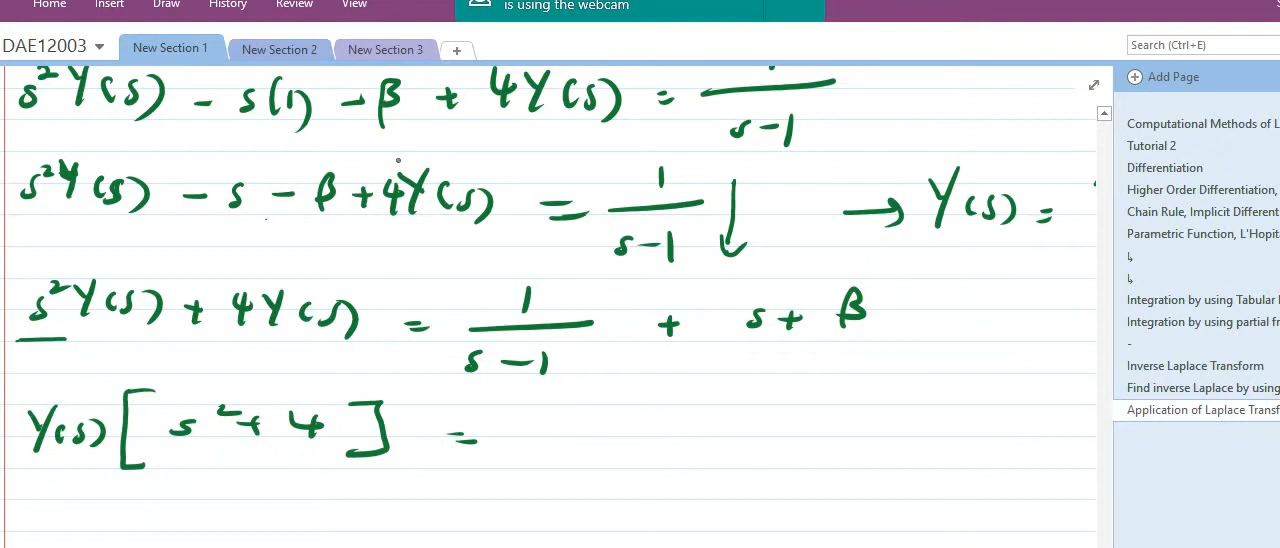 Home Insert Draw History Review View
is using the webcam
DAE12003 New Section 1 New Section 2 New Section 3 +
Search (Ctrl+E)
Add Page
s²Y(s) - s(1) - β + 4Y(s) = 1/(s-1)
s²Y(s) - s - β + 4Y(s) = 1/(s-1) ↓ → Y(s) =
s²Y(s) + 4Y(s) = 1/(s-1) + s + β
Y(s) [ s² + 4 ] =
Computational Methods of L
Tutorial 2
Differentiation
Higher Order Differentiation,
Chain Rule, Implicit Different
Parametric Function, L'Hopit
↳
↳
Integration by using Tabular
Integration by using partial fr
-
Inverse Laplace Transform
Find inverse Laplace by using
Application of Laplace Transf